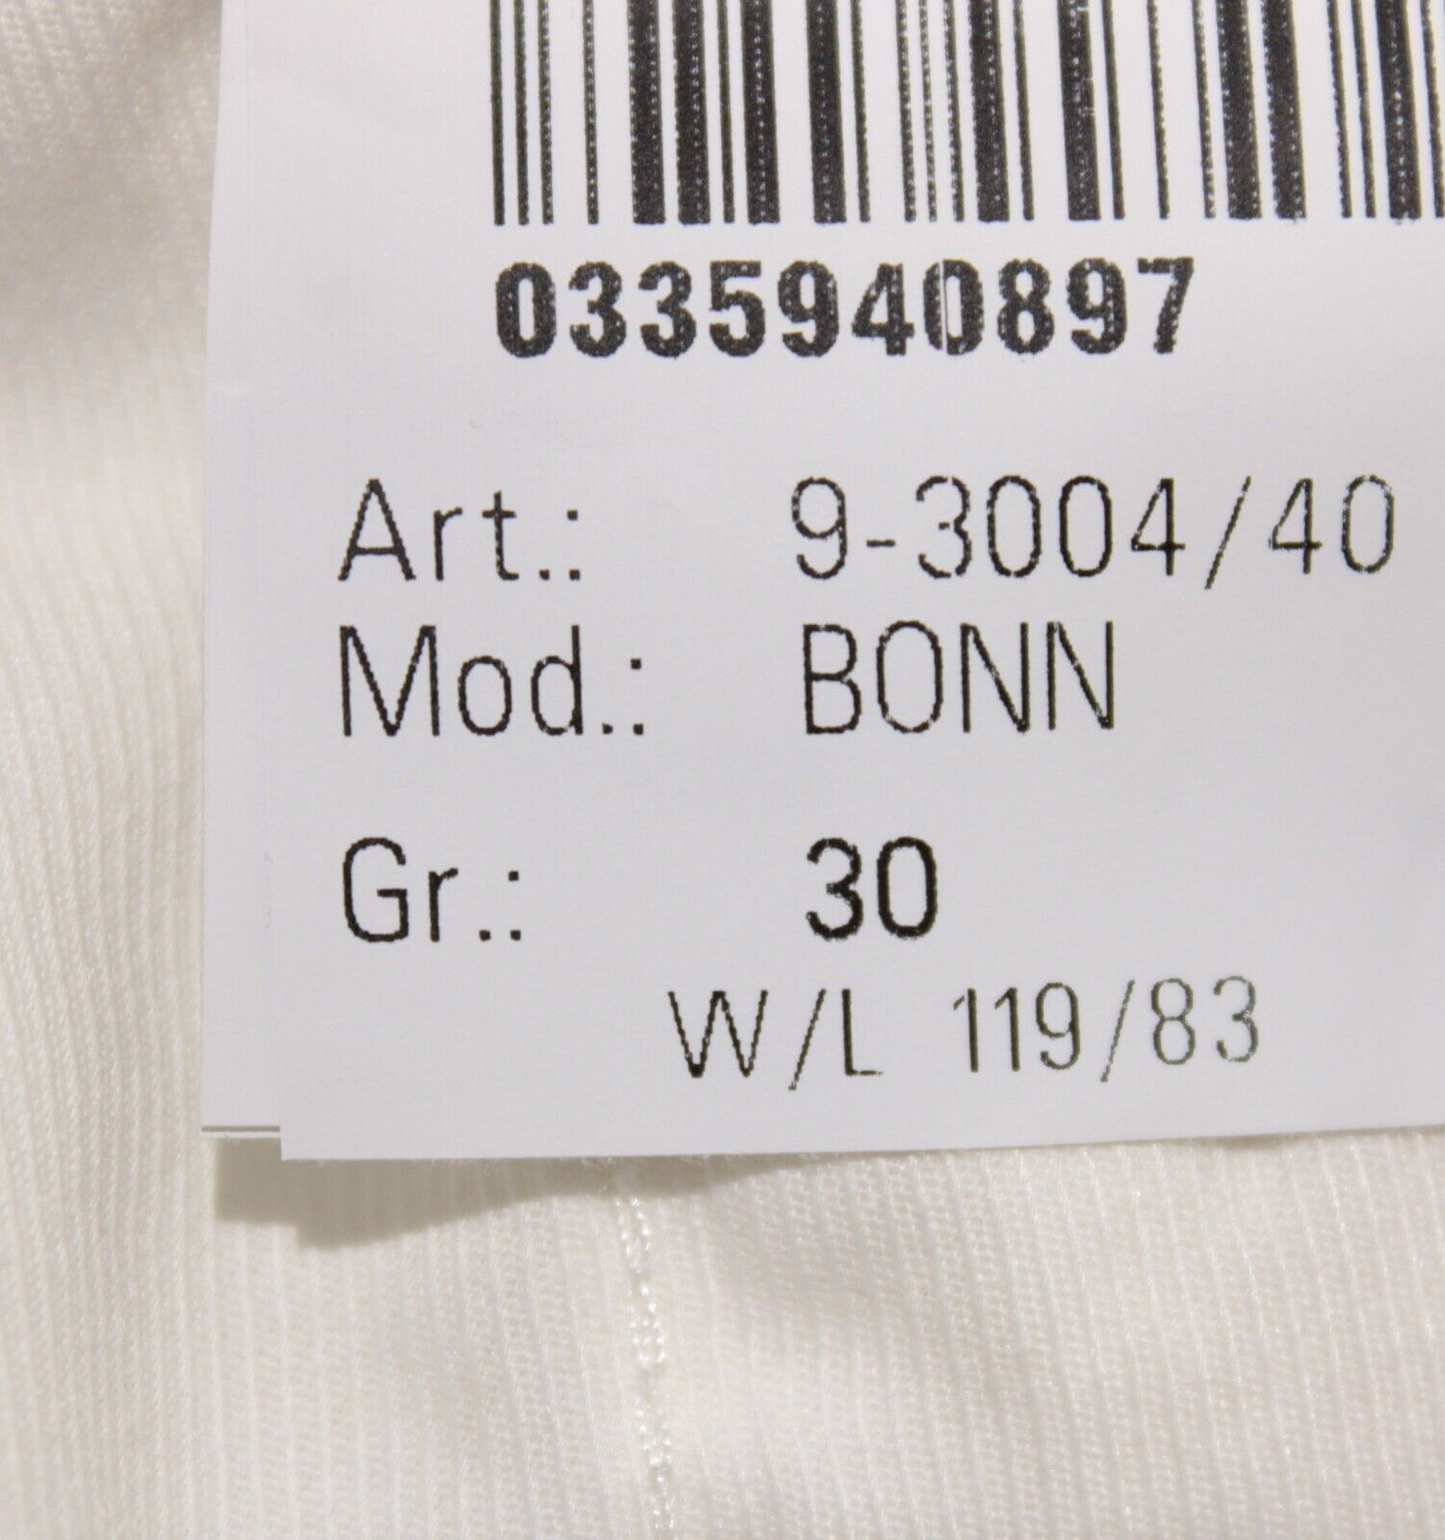 0335940897
Art.: 9-3004/40
Mod.: BONN
Gr.: 30
W/L 119/83